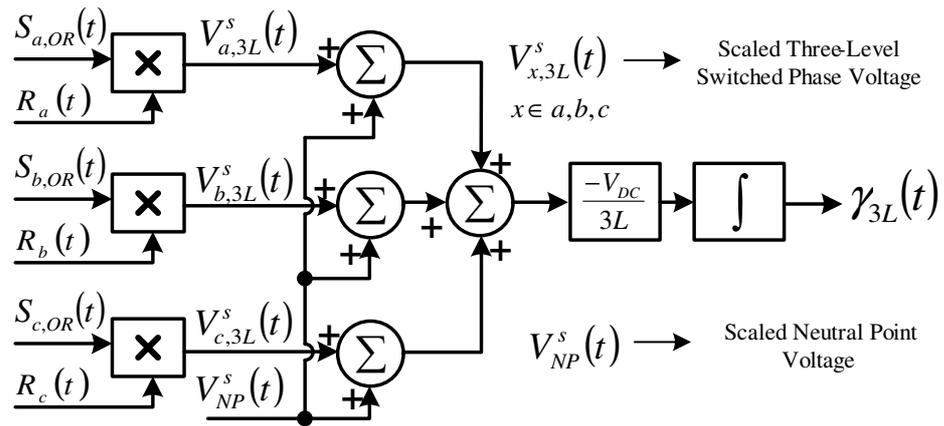 S_{a,OR}(t)
×
V^s_{a,3L}(t)
+
Σ
R_a(t)
+
V^s_{x,3L}(t)
x ∈ a,b,c
Scaled Three-Level
Switched Phase Voltage
S_{b,OR}(t)
×
V^s_{b,3L}(t)
+
Σ
R_b(t)
+
+
+
+
Σ
-V_{DC}
3L
∫
γ_{3L}(t)
S_{c,OR}(t)
×
V^s_{c,3L}(t)
+
Σ
R_c(t)
V^s_{NP}(t)
+
V^s_{NP}(t)
Scaled Neutral Point
Voltage